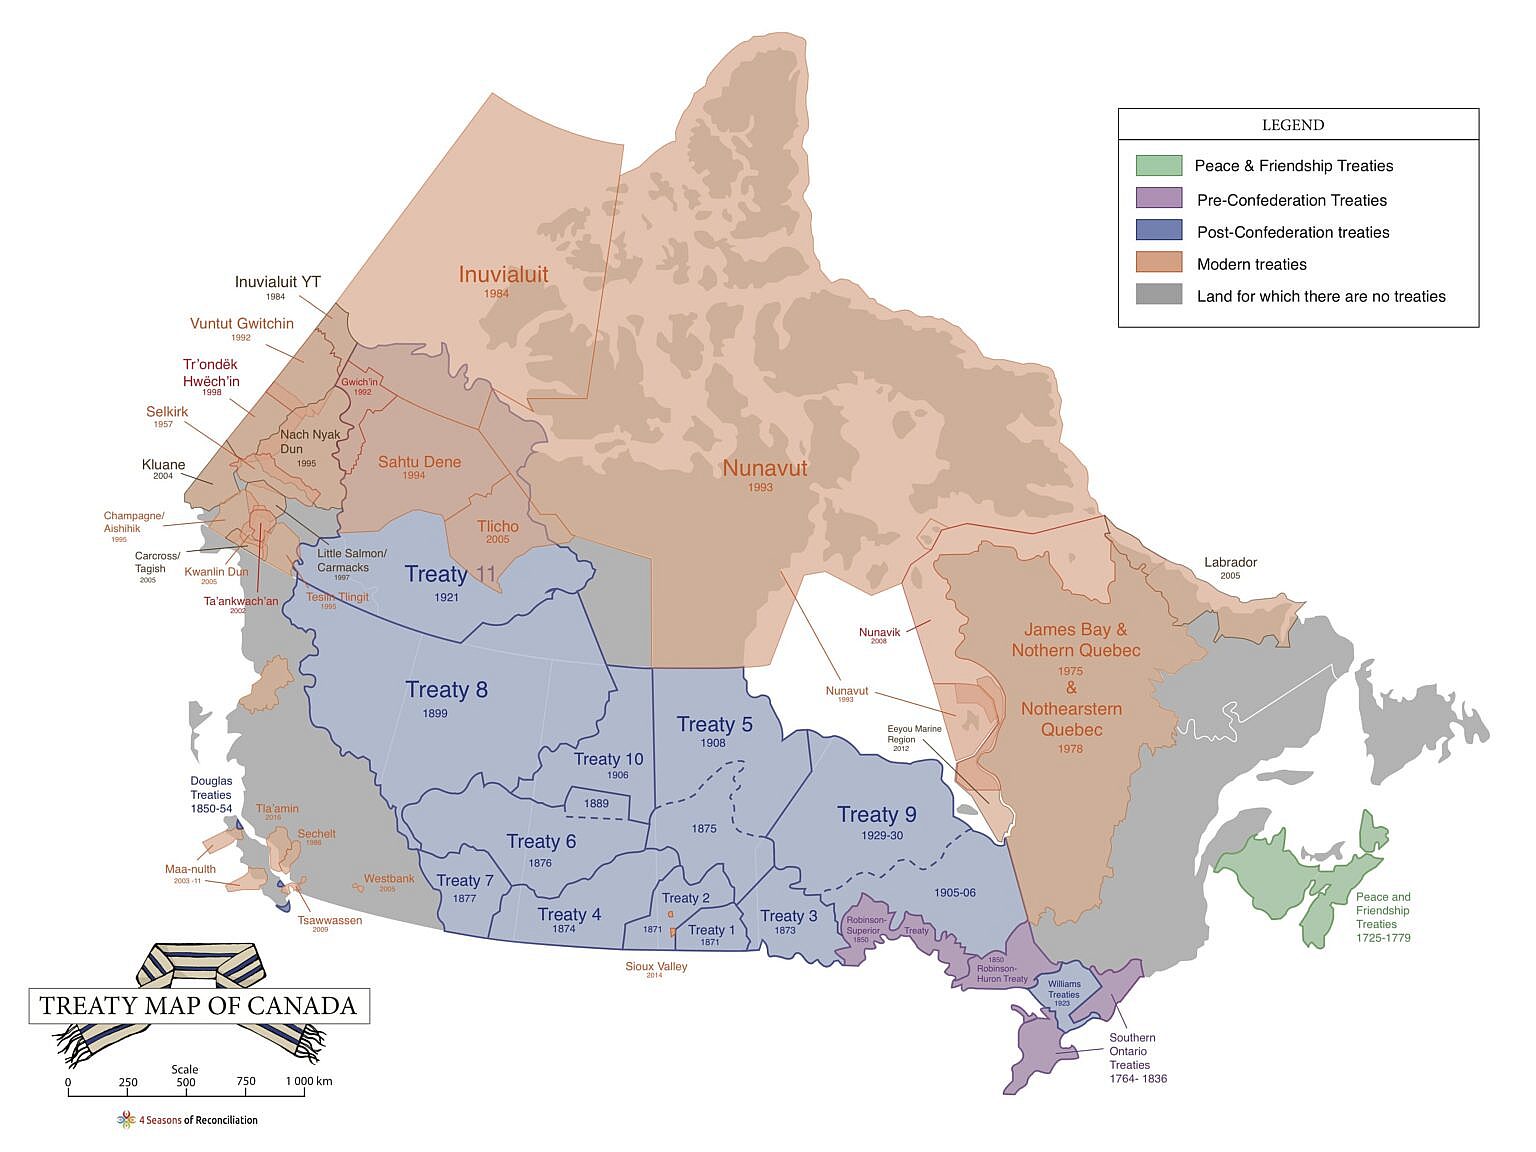 LEGEND
Peace & Friendship Treaties
Pre-Confederation Treaties
Post-Confederation treaties
Modern treaties
Land for which there are no treaties
Inuvialuit
1984
Inuvialuit YT
1984
Vuntut Gwitchin
1992
Tr'ondëk
Hwëch'in
1998
Gwich'in
1992
Selkirk
1957
Nach Nyak
Dun
1995
Kluane
2004
Sahtu Dene
1994
Nunavut
1993
Champagne/
Aishihik
1995
Tlicho
2005
Carcross/
Tagish
2005
Kwanlin Dun
2005
Little Salmon/
Carmacks
1997
Ta'ankwach'an
2002
Teslin Tlingit
1995
Treaty 11
1921
Labrador
2005
Nunavik
2008
James Bay &
Nothern Quebec
1975
&
Nothearstern
Quebec
1978
Nunavut
1993
Eeyou Marine
Region
2012
Treaty 8
1899
Treaty 5
1908
Treaty 10
1906
1889
1875
Treaty 9
1929-30
1905-06
Douglas
Treaties
1850-54
Tla'amin
2016
Sechelt
1986
Maa-nulth
2003 -11
Westbank
2005
Tsawwassen
2009
Treaty 6
1876
Treaty 7
1877
Treaty 4
1874
Treaty 2
1871
Treaty 1
1871
Treaty 3
1873
Sioux Valley
2014
Robinson-
Superior
1850
Treaty
1850
Robinson-
Huron Treaty
Williams
Treaties
1923
Southern
Ontario
Treaties
1764- 1836
Peace and
Friendship
Treaties
1725-1779
TREATY MAP OF CANADA
Scale
0 250 500 750 1 000 km
4 Seasons of Reconciliation